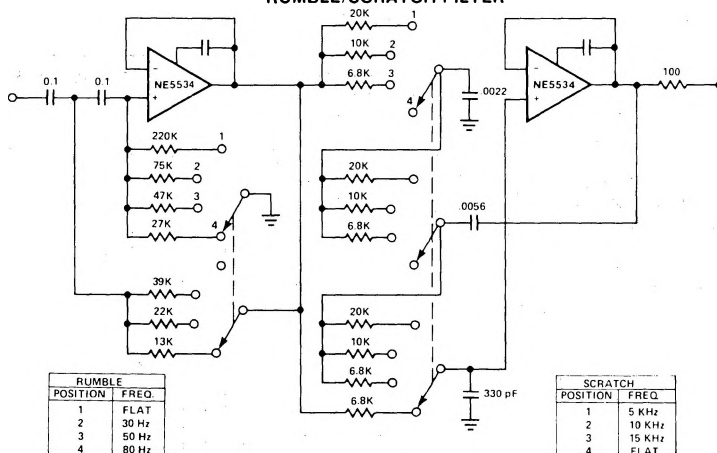 RUMBLE/SCRATCH FILTER
20K 1
10K 2
6.8K 3
4
.0022
0.1 0.1
NE5534
− +
NE5534
− +
100
220K 1
75K 2
47K 3
27K 4
20K
10K
6.8K
.0056
39K
22K
13K
20K
10K
6.8K
6.8K
330 pF
RUMBLE
POSITION FREQ.
1 FLAT
2 30 Hz
3 50 Hz
4 80 Hz
SCRATCH
POSITION FREQ
1 5 KHz
2 10 KHz
3 15 KHz
4 FLAT